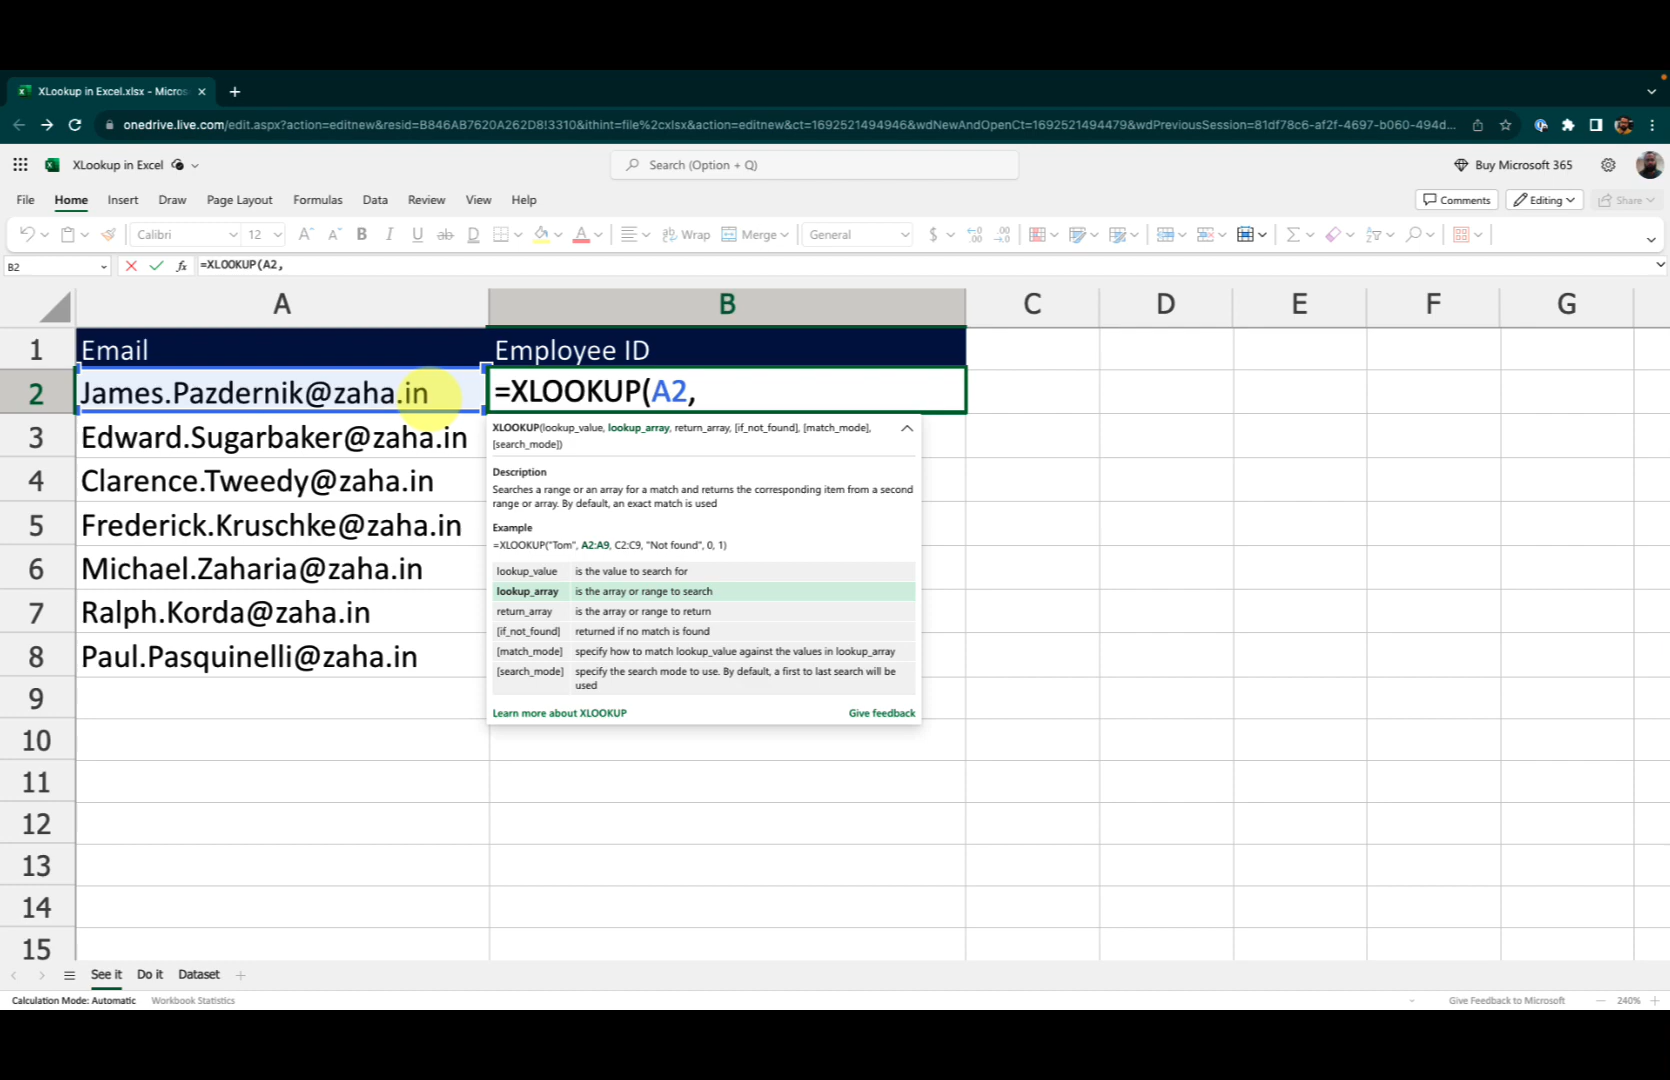 XLookup in Excel.xlsx - Micros
onedrive.live.com/edit.aspx?action=editnew&resid=B846AB7620A262D8!3310&ithint=file%2cxlsx&action=editnew&ct=1692521494946&wdNewAndOpenCt=1692521494479&wdPreviousSession=81df78c6-af2f-4697-b060-494d...
XLookup in Excel
Search (Option + Q)
Buy Microsoft 365
File Home Insert Draw Page Layout Formulas Data Review View Help
Comments Editing Share
Calibri 12 Wrap Merge General
B2 =XLOOKUP(A2,
A B C D E F G
1 Email Employee ID
2 James.Pazdernik@zaha.in =XLOOKUP(A2,
XLOOKUP(lookup_value, lookup_array, return_array, [if_not_found], [match_mode],
[search_mode])
3 Edward.Sugarbaker@zaha.in
Description
4 Clarence.Tweedy@zaha.in
Searches a range or an array for a match and returns the corresponding item from a second
range or array. By default, an exact match is used
5 Frederick.Kruschke@zaha.in
Example
=XLOOKUP("Tom", A2:A9, C2:C9, "Not found", 0, 1)
6 Michael.Zaharia@zaha.in
lookup_value is the value to search for
lookup_array is the array or range to search
7 Ralph.Korda@zaha.in
return_array is the array or range to return
[if_not_found] returned if no match is found
8 Paul.Pasquinelli@zaha.in
[match_mode] specify how to match lookup_value against the values in lookup_array
[search_mode] specify the search mode to use. By default, a first to last search will be
used
9
Learn more about XLOOKUP Give feedback
10
11
12
13
14
15
See it Do it Dataset
Calculation Mode: Automatic Workbook Statistics Give Feedback to Microsoft 240%